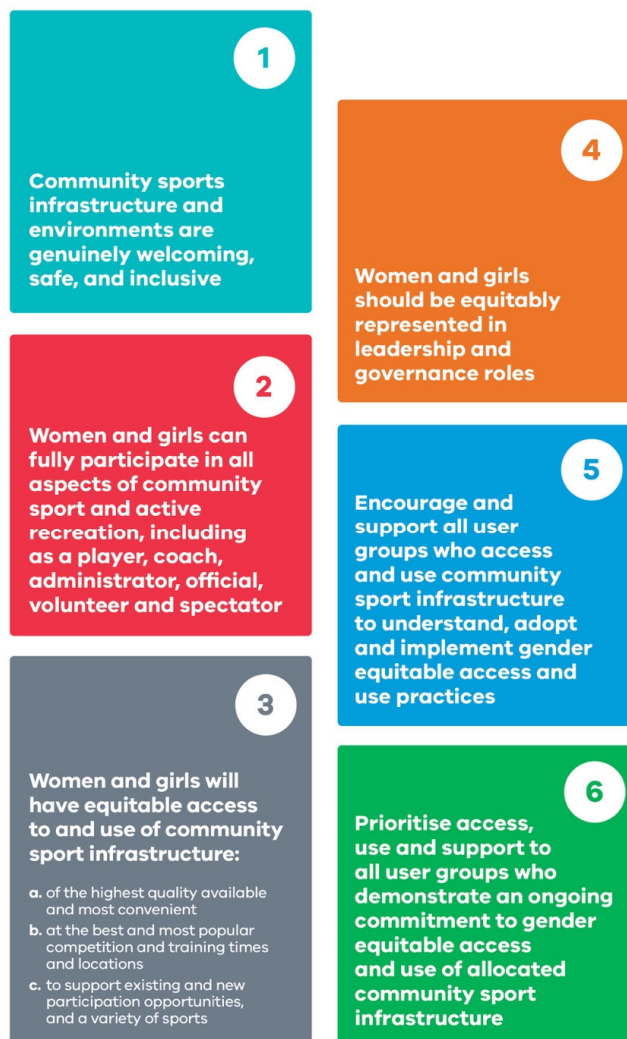 1
Community sports
infrastructure and
environments are
genuinely welcoming,
safe, and inclusive
2
Women and girls can
fully participate in all
aspects of community
sport and active
recreation, including
as a player, coach,
administrator, official,
volunteer and spectator
3
Women and girls will
have equitable access
to and use of community
sport infrastructure:
a. of the highest quality available
and most convenient
b. at the best and most popular
competition and training times
and locations
c. to support existing and new
participation opportunities,
and a variety of sports
4
Women and girls
should be equitably
represented in
leadership and
governance roles
5
Encourage and
support all user
groups who access
and use community
sport infrastructure
to understand, adopt
and implement gender
equitable access and
use practices
6
Prioritise access,
use and support to
all user groups who
demonstrate an ongoing
commitment to gender
equitable access
and use of allocated
community sport
infrastructure